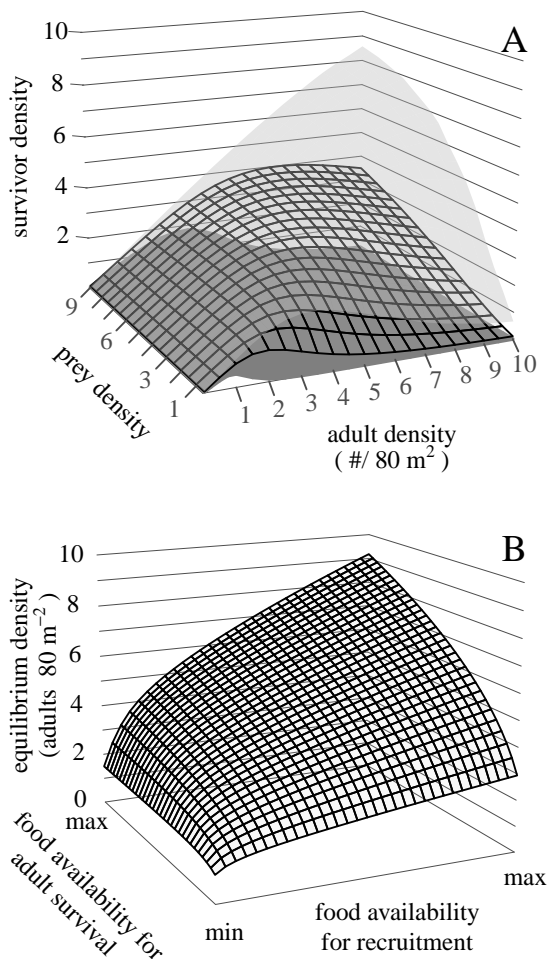 A
10
8
6
4
2
survivor density
9
6
3
1
prey density
1
2
3
4
5
6
7
8
9
10
adult density
( #/ 80 m²)
B
10
8
6
4
2
0
equilibrium density
(adults 80 m⁻²)
max
food availability for
adult survival
min
food availability
for recruitment
max